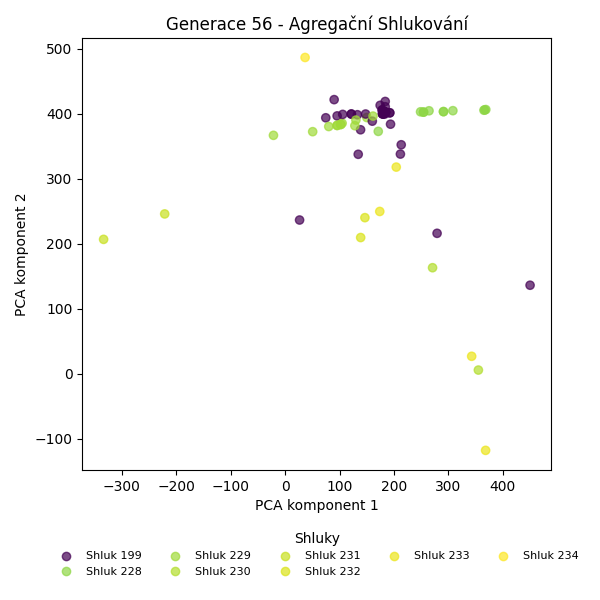 Generace 56 - Agregační Shlukování
500
400
300
200
100
0
−100
PCA komponent 2
−300 −200 −100 0 100 200 300 400
PCA komponent 1
Shluky
Shluk 199 Shluk 229 Shluk 231 Shluk 233 Shluk 234
Shluk 228 Shluk 230 Shluk 232